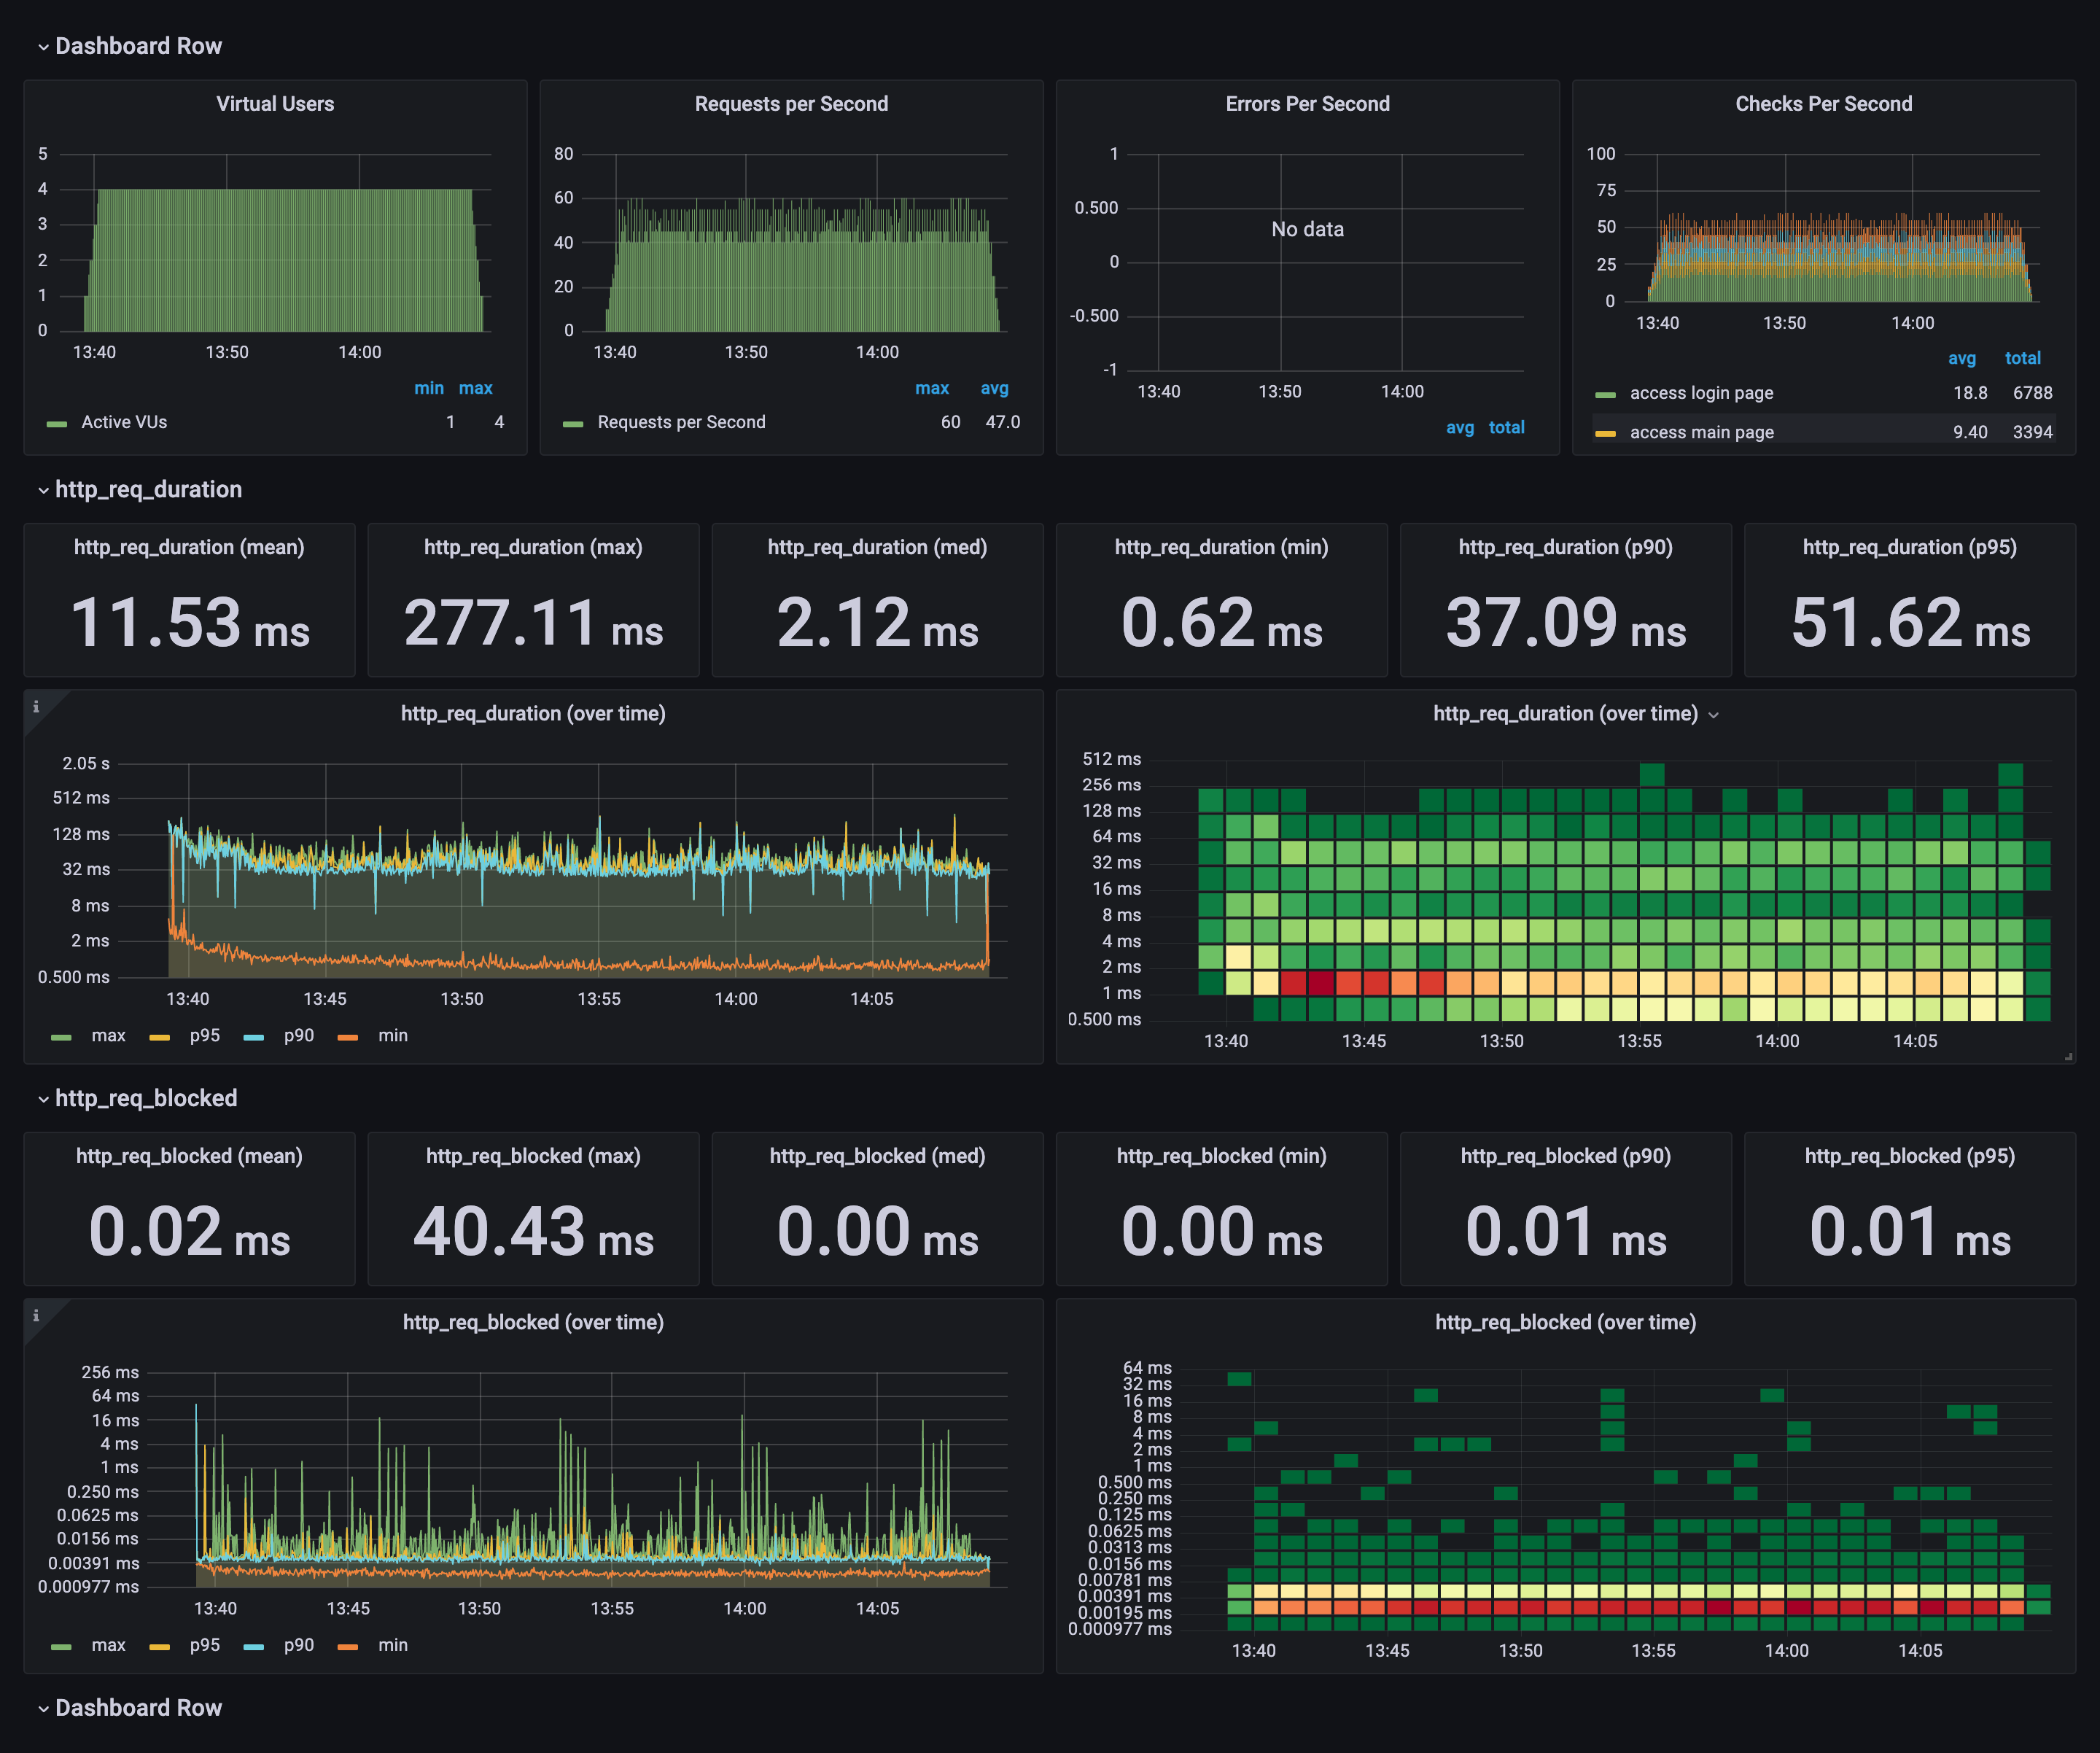 Dashboard Row
Virtual Users
5
4
3
2
1
0
13:40 13:50 14:00
min max
Active VUs 1 4
Requests per Second
80
60
40
20
0
13:40 13:50 14:00
max avg
Requests per Second 60 47.0
Errors Per Second
1
0.500
No data
0
-0.500
-1
13:40 13:50 14:00
avg total
Checks Per Second
100
75
50
25
0
13:40 13:50 14:00
avg total
access login page 18.8 6788
access main page 9.40 3394
http_req_duration
http_req_duration (mean)
11.53 ms
http_req_duration (max)
277.11 ms
http_req_duration (med)
2.12 ms
http_req_duration (min)
0.62 ms
http_req_duration (p90)
37.09 ms
http_req_duration (p95)
51.62 ms
i
http_req_duration (over time)
2.05 s
512 ms
128 ms
32 ms
8 ms
2 ms
0.500 ms
13:40 13:45 13:50 13:55 14:00 14:05
max p95 p90 min
http_req_duration (over time)
512 ms
256 ms
128 ms
64 ms
32 ms
16 ms
8 ms
4 ms
2 ms
1 ms
0.500 ms
13:40 13:45 13:50 13:55 14:00 14:05
http_req_blocked
http_req_blocked (mean)
0.02 ms
http_req_blocked (max)
40.43 ms
http_req_blocked (med)
0.00 ms
http_req_blocked (min)
0.00 ms
http_req_blocked (p90)
0.01 ms
http_req_blocked (p95)
0.01 ms
i
http_req_blocked (over time)
256 ms
64 ms
16 ms
4 ms
1 ms
0.250 ms
0.0625 ms
0.0156 ms
0.00391 ms
0.000977 ms
13:40 13:45 13:50 13:55 14:00 14:05
max p95 p90 min
http_req_blocked (over time)
64 ms
32 ms
16 ms
8 ms
4 ms
2 ms
1 ms
0.500 ms
0.250 ms
0.125 ms
0.0625 ms
0.0313 ms
0.0156 ms
0.00781 ms
0.00391 ms
0.00195 ms
0.000977 ms
13:40 13:45 13:50 13:55 14:00 14:05
Dashboard Row